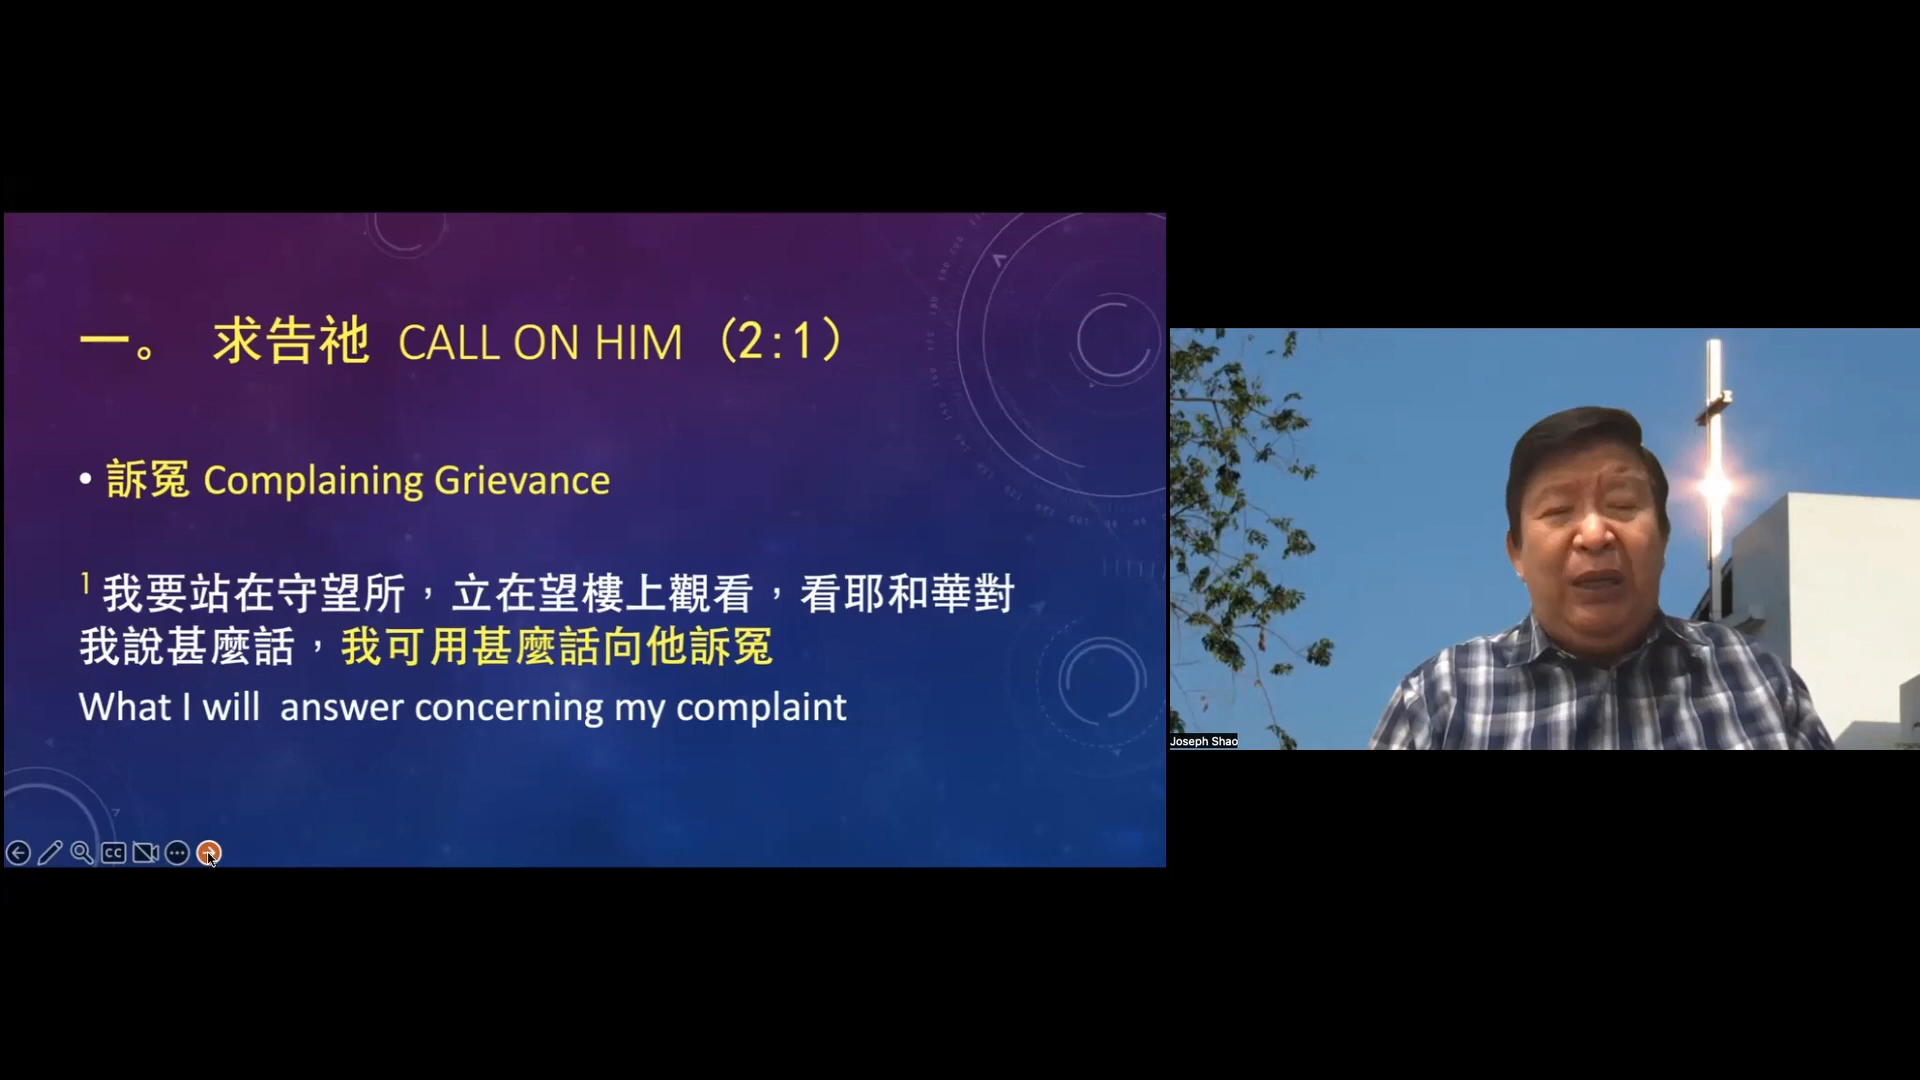 一。 求告祂 CALL ON HIM（2:1）
• 訴冤 Complaining Grievance
1 我要站在守望所，立在望樓上觀看，看耶和華對
我說甚麼話，我可用甚麼話向他訴冤
What I will  answer concerning my complaint
CC
Joseph Shao